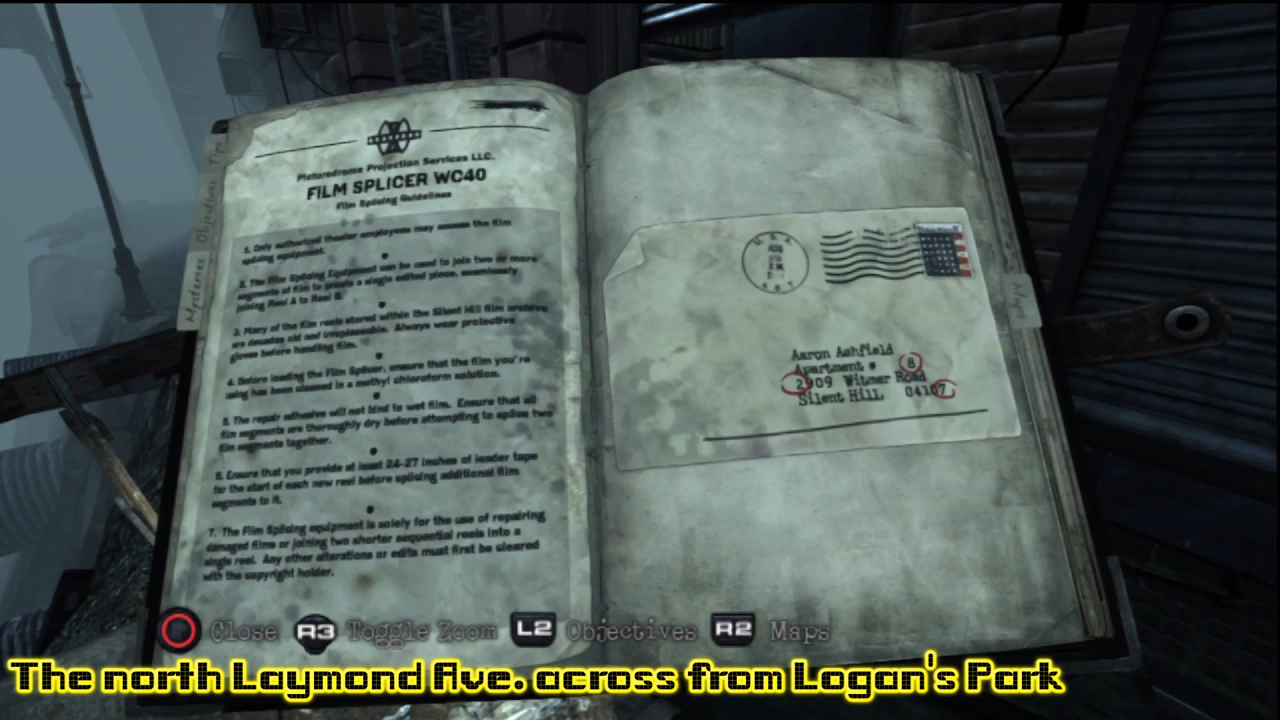 Tips
Objectives
Mysteries
Picturedrome Projection Services LLC.
FILM SPLICER WC40
Film Splicing Guidelines
1. Only authorized theater employees may access the film
splicing equipment.
2. The Film Splicing Equipment can be used to join two or more
segments of film to create a single edited piece, seamlessly
joining Reel A to Reel B.
3. Many of the film reels stored within the Silent Hill film archive
are decades old and irreplaceable. Always wear protective
gloves before handling film.
4. Before loading the Film Splicer, ensure that the film you're
using has been cleaned in a methyl chloroform solution.
5. The repair adhesive will not bind to wet film. Ensure that all
film segments are thoroughly dry before attempting to splice two
film segments together.
6. Ensure that you provide at least 24-27 inches of leader tape
for the start of each new reel before splicing additional film
segments to it.
7. The Film Splicing equipment is solely for the use of repairing
damaged films or joining two shorter sequential reels into a
single reel. Any other alterations or edits must first be cleared
with the copyright holder.
Aaron Ashfield
Apartment # 8
2909 Witmer Road
Silent Hill, 04107
Maps
Close R3 Toggle Zoom L2 Objectives R2 Maps
The north Laymond Ave. across from Logan's Park